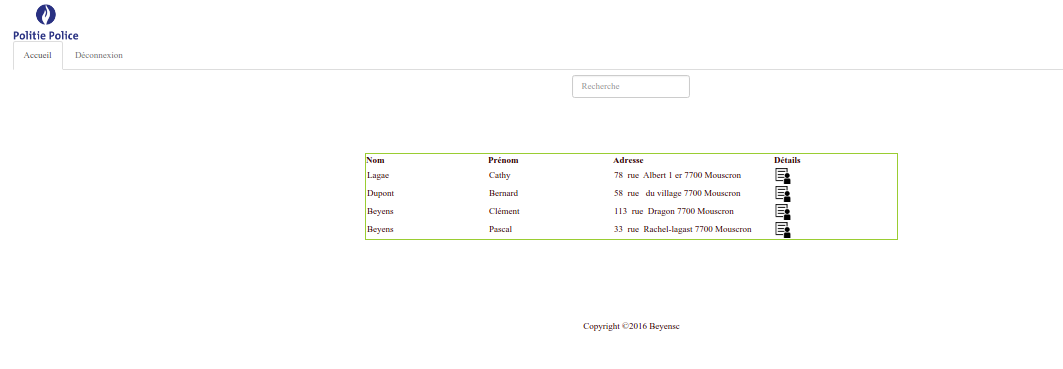 Politie Police
Accueil Déconnexion
Recherche
Nom Prénom Adresse Détails
Lagae Cathy 78 rue Albert 1 er 7700 Mouscron
Dupont Bernard 58 rue du village 7700 Mouscron
Beyens Clément 113 rue Dragon 7700 Mouscron
Beyens Pascal 33 rue Rachel-lagast 7700 Mouscron
Copyright ©2016 Beyensc